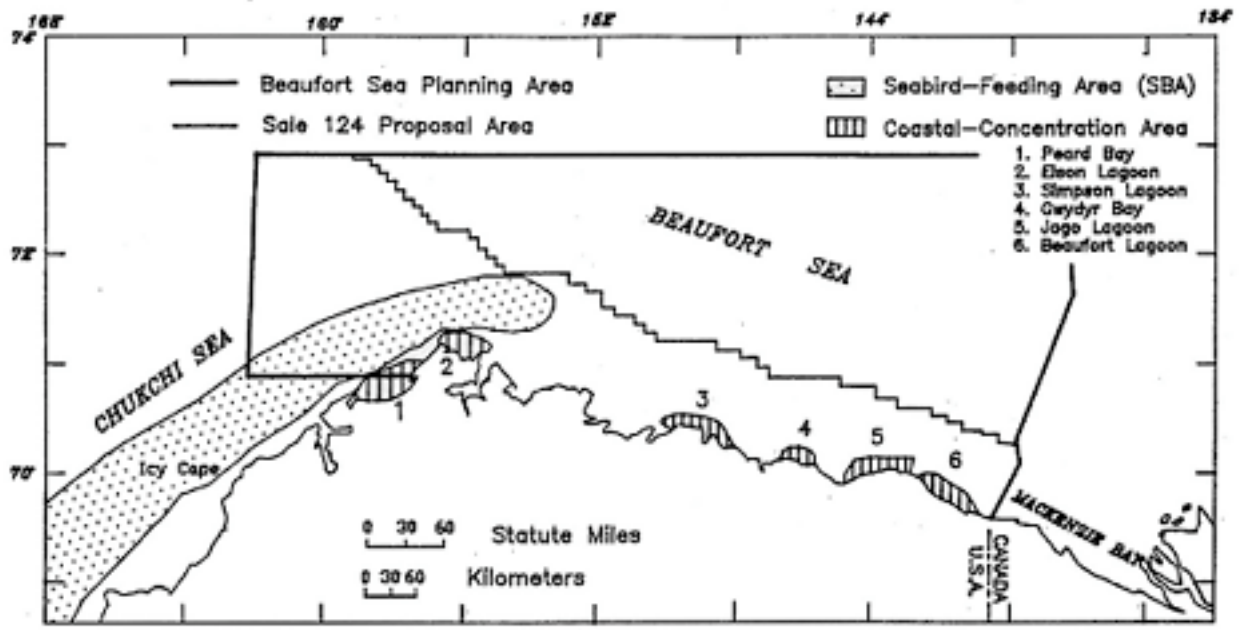 168° 160° 152° 144° 134°
74°
Beaufort Sea Planning Area
Sale 124 Proposal Area
Seabird-Feeding Area (SBA)
Coastal-Concentration Area
1. Peard Bay
2. Elson Lagoon
3. Simpson Lagoon
4. Gwydyr Bay
5. Jago Lagoon
6. Beaufort Lagoon
BEAUFORT SEA
72°
CHUKCHI SEA
2
1
3
4
5
6
70°
Icy Cape
MACKENZIE BAY
0 30 60
Statute Miles
0 30 60
Kilometers
CANADA
U.S.A.